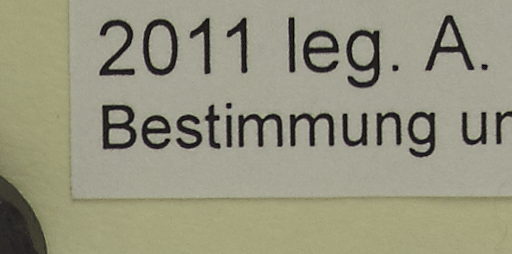 2011 leg. A.
Bestimmung